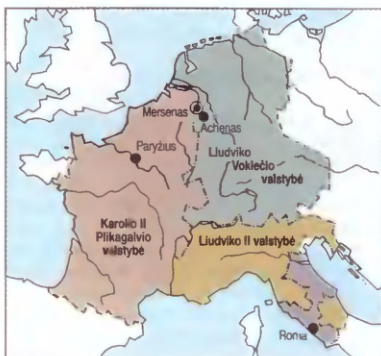 Mersenas
Achenas
Paryžius
Liudviko
Vokiečio
valstybė
Karolio II
Plikagalvio
valstybė
Liudviko II valstybė
Roma